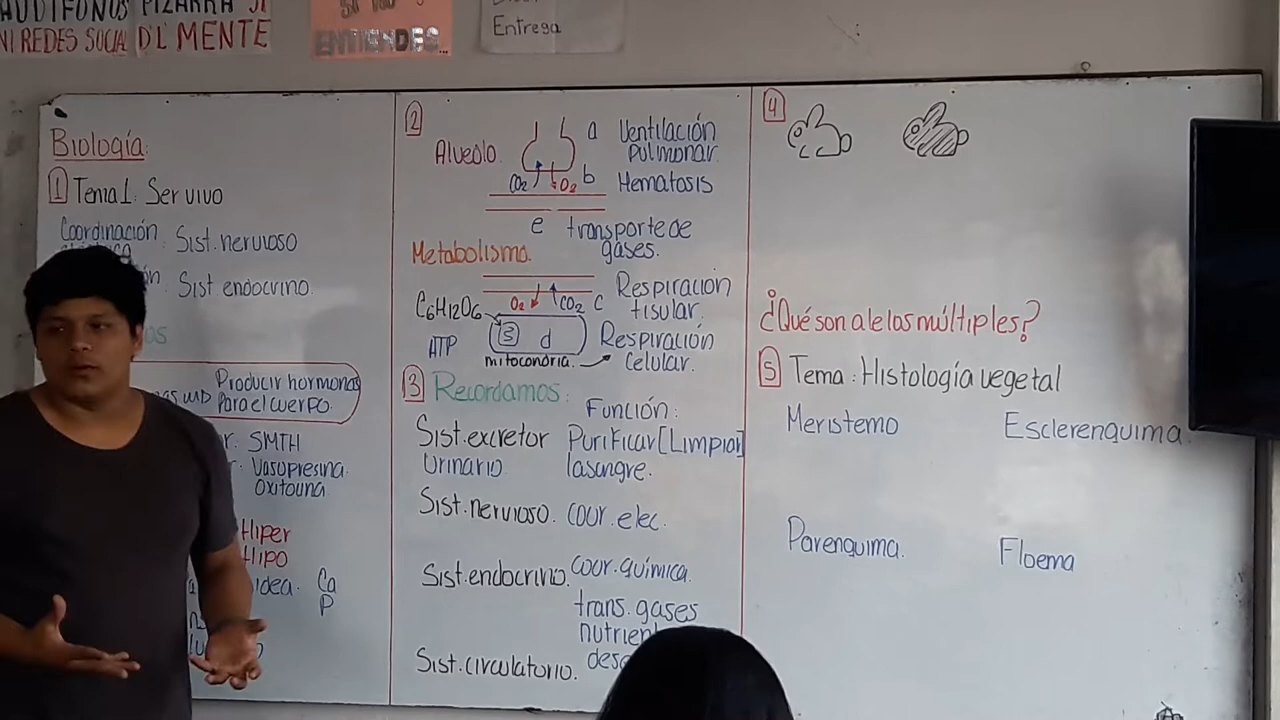 AUDÍFONOS PIZARRA SI
NI REDES SOCIAL D'L MENTE
ENTIENDES...
Entrega
Biología:
1 Tema 1: Ser vivo
Coordinación
Sist. nervioso
Sist. endocrino.
Producir hormonas
Para el cuerpo.
SMTH
Vasopresina.
Oxitocina
Hiper
Hipo
idea. Ca
P
2
Alveolo.
a Ventilación
Pulmonar.
CO2 O2 b Hematosis
e transporte de
gases.
Metabolismo.
C6H12O6 O2 CO2 c Respiración
tisular.
ATP S d Respiración
mitocondria. Celular.
3 Recordamos:
Función:
Sist. excretor Purificar [Limpiar]
Urinario. la sangre.
Sist. nervioso. Coor. elec.
Sist. endocrino. Coor. química.
trans. gases
Sist. circulatorio.
4
¿Qué son alelos múltiples?
5 Tema: Histología vegetal
Meristemo Esclerenquima.
Parenquima. Floema